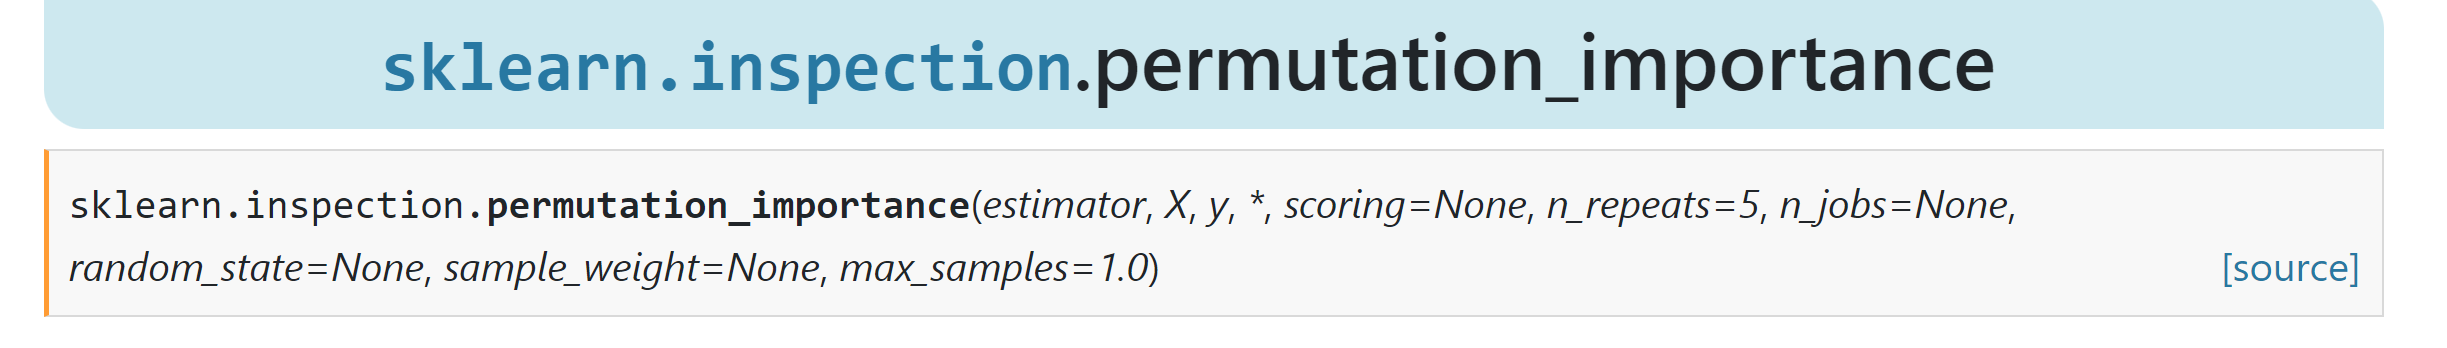 sklearn.inspection.permutation_importance
sklearn.inspection.permutation_importance(estimator, X, y, *, scoring=None, n_repeats=5, n_jobs=None,
random_state=None, sample_weight=None, max_samples=1.0) [source]